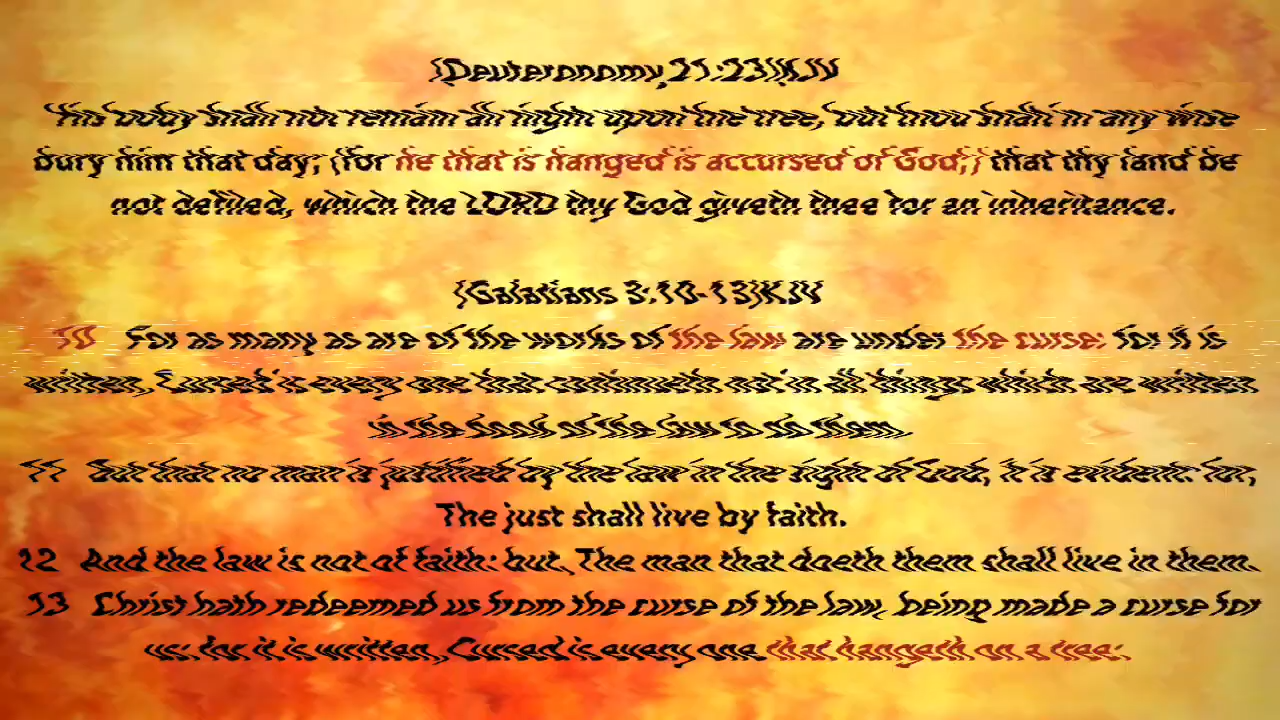 (Deuteronomy 21:23)KJV
His body shall not remain all night upon the tree, but thou shalt in any wise
bury him that day; (for he that is hanged is accursed of God;) that thy land be
not defiled, which the LORD thy God giveth thee for an inheritance.
(Galatians 3:10-13)KJV
10 For as many as are of the works of the law are under the curse: for it is
written, Cursed is every one that continueth not in all things which are written
in the book of the law to do them.
11 But that no man is justified by the law in the sight of God, it is evident: for,
The just shall live by faith.
12 And the law is not of faith: but, The man that doeth them shall live in them.
13 Christ hath redeemed us from the curse of the law, being made a curse for
us: for it is written, Cursed is every one that hangeth on a tree: